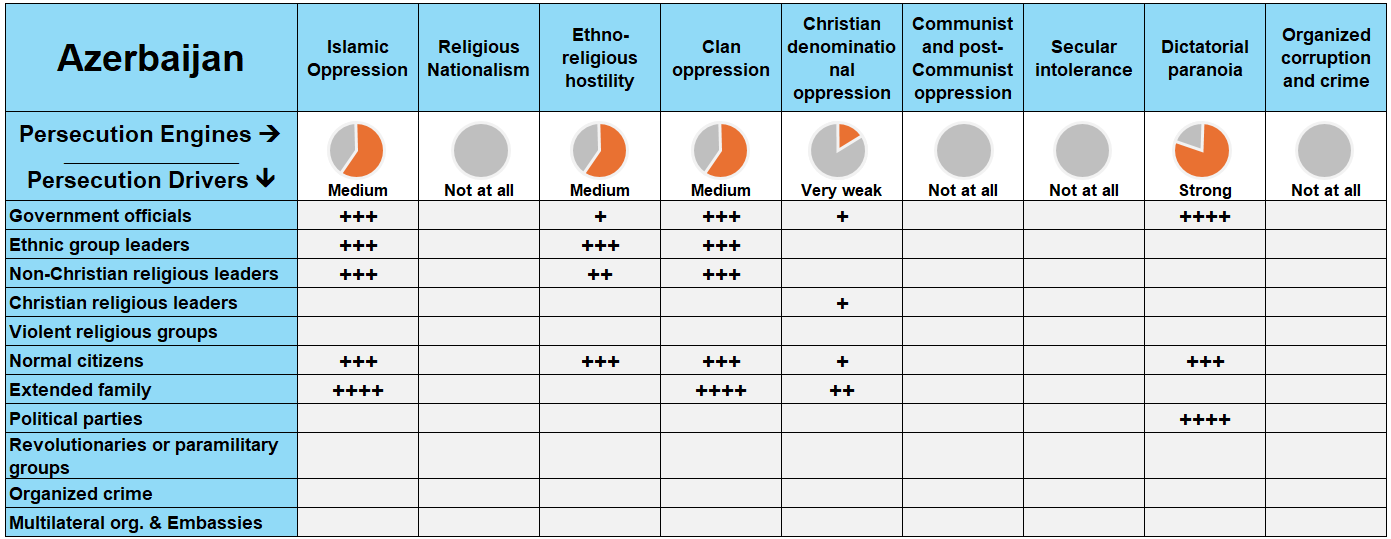 Azerbaijan
Islamic
Oppression
Religious
Nationalism
Ethno-
religious
hostility
Clan
oppression
Christian
denominatio
nal
oppression
Communist
and post-
Communist
oppression
Secular
intolerance
Dictatorial
paranoia
Organized
corruption
and crime
Persecution Engines →
Persecution Drivers ↓
Medium
Not at all
Medium
Medium
Very weak
Not at all
Not at all
Strong
Not at all
Government officials +++ + +++ + ++++
Ethnic group leaders +++ +++ +++
Non-Christian religious leaders +++ ++ +++
Christian religious leaders +
Violent religious groups
Normal citizens +++ +++ +++ + +++
Extended family ++++ ++++ ++
Political parties ++++
Revolutionaries or paramilitary
groups
Organized crime
Multilateral org. & Embassies